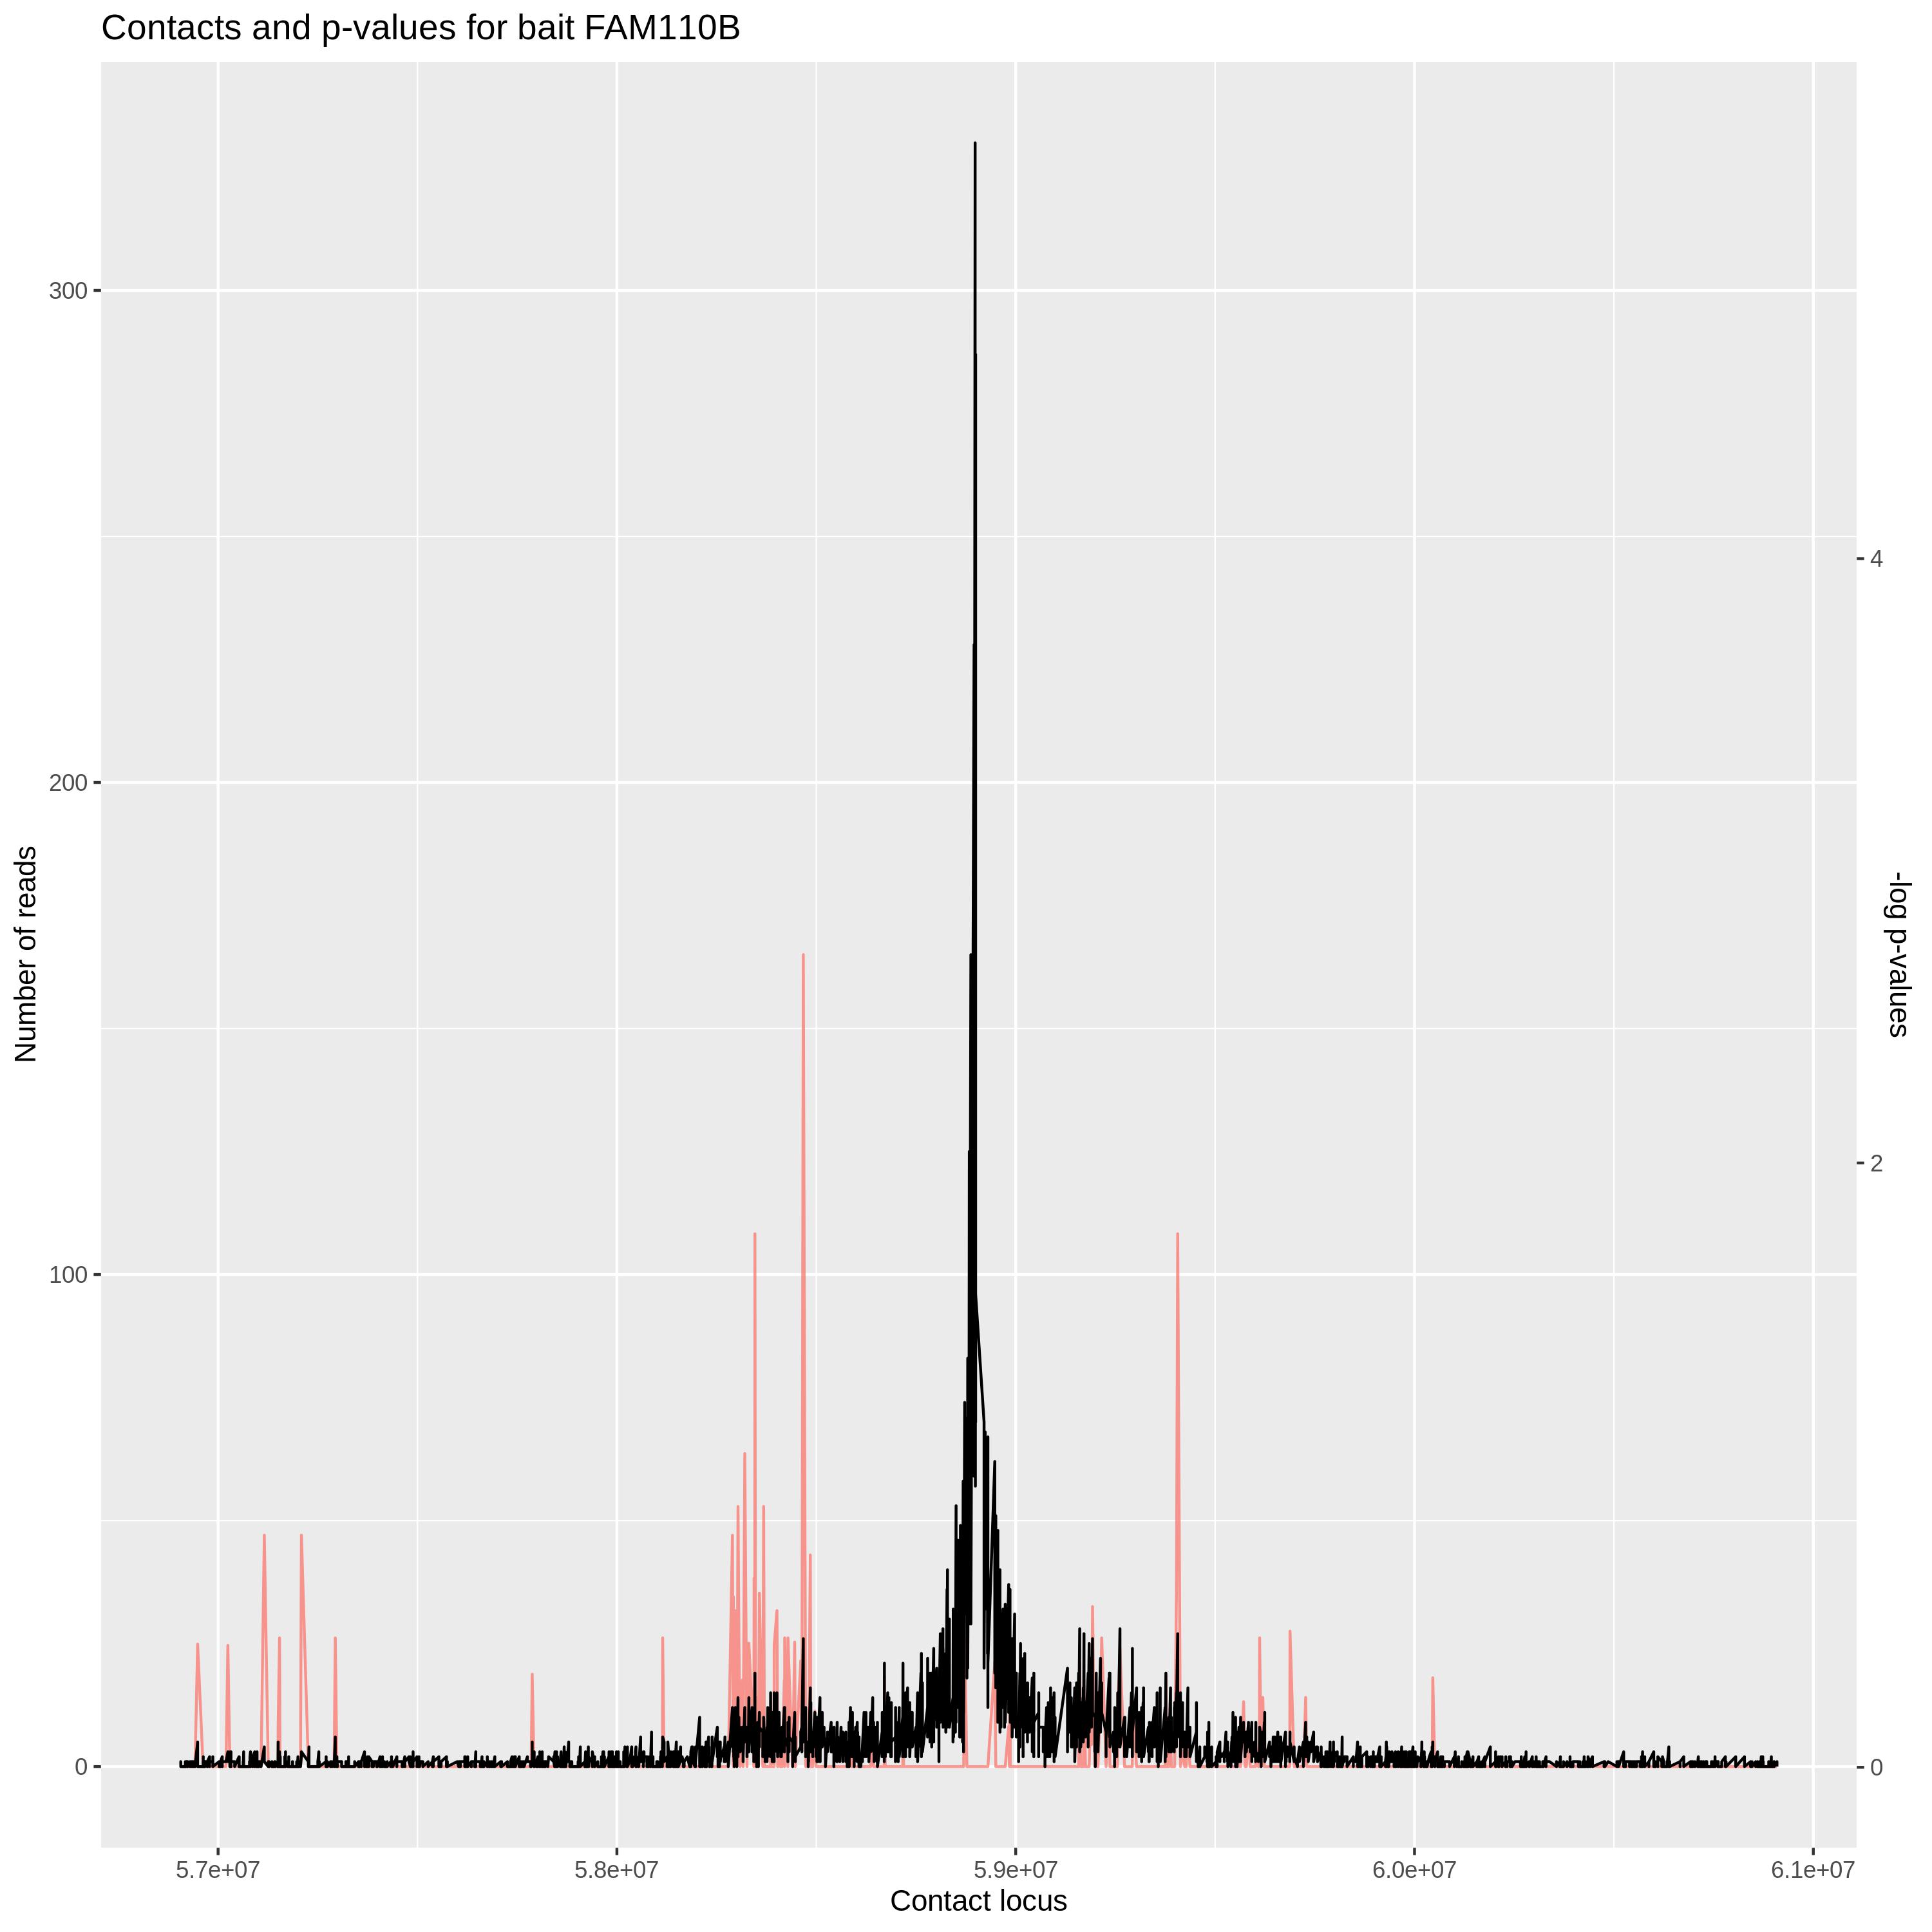 Contacts and p-values for bait FAM110B
300
200
100
0
Number of reads
4
2
0
-log p-values
5.7e+07
5.8e+07
5.9e+07
6.0e+07
6.1e+07
Contact locus